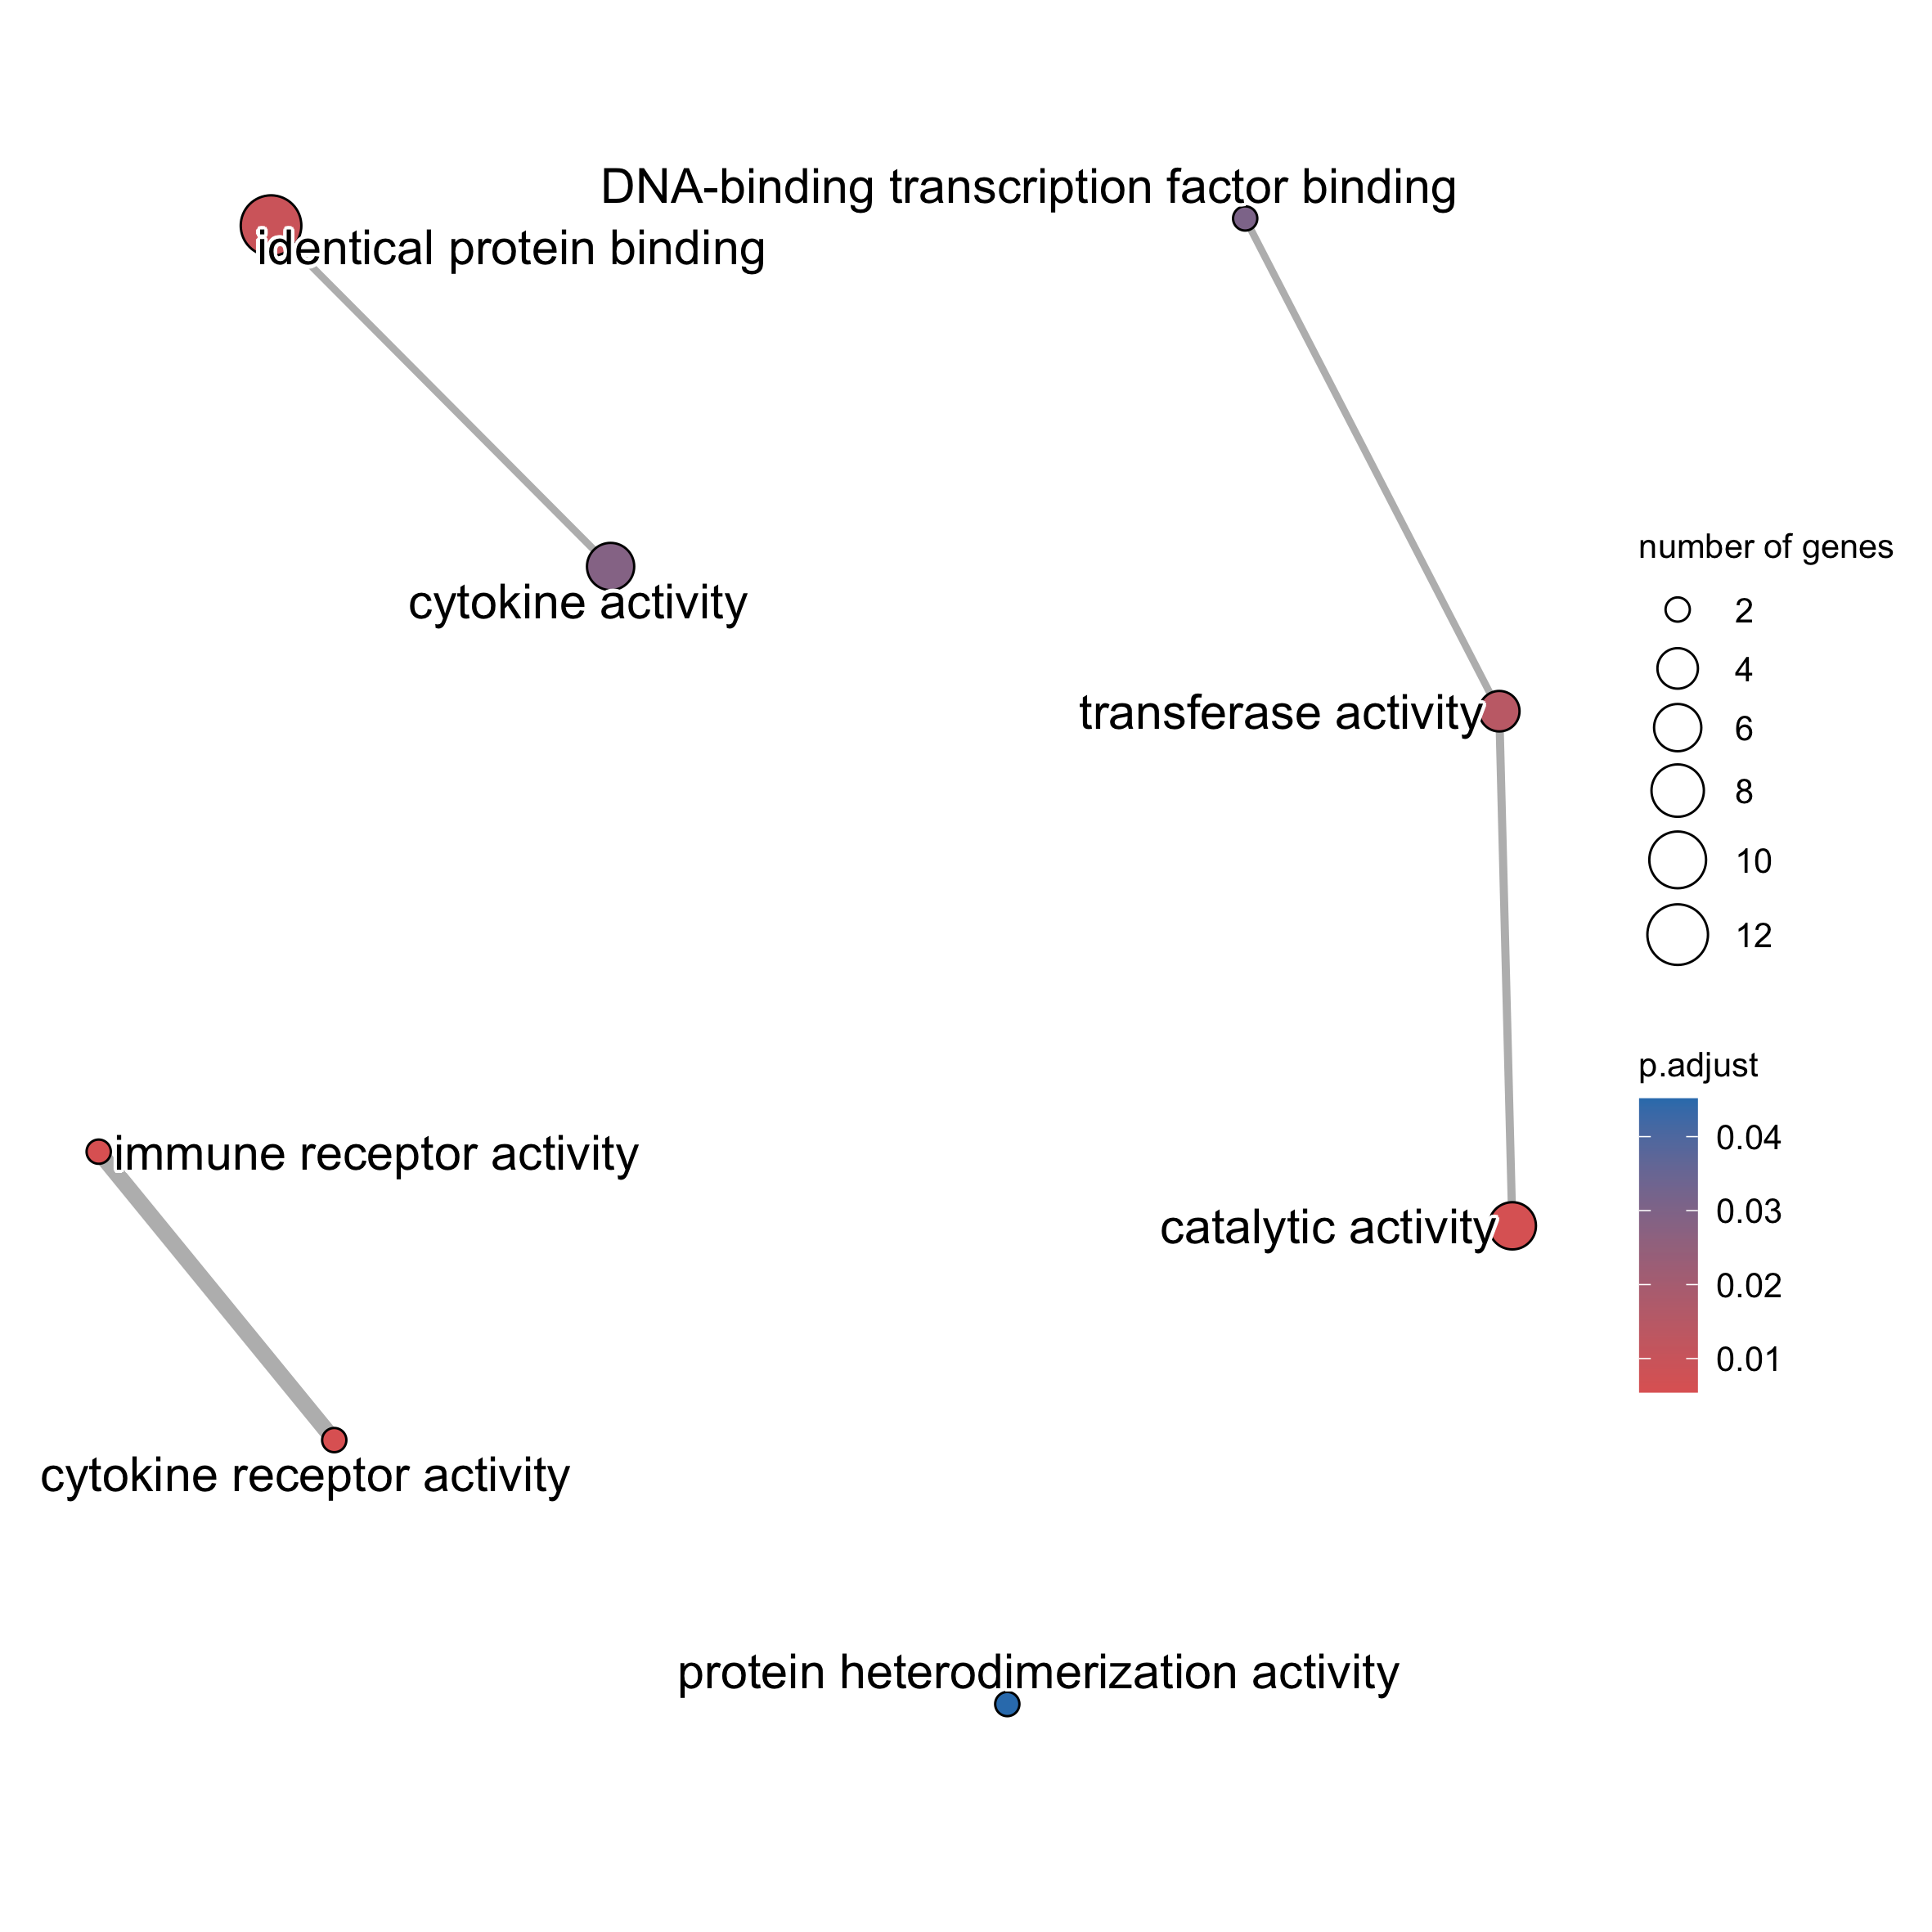 DNA-binding transcription factor binding
identical protein binding
cytokine activity
transferase activity
immune receptor activity
catalytic activity
cytokine receptor activity
protein heterodimerization activity
number of genes
2
4
6
8
10
12
p.adjust
0.04
0.03
0.02
0.01